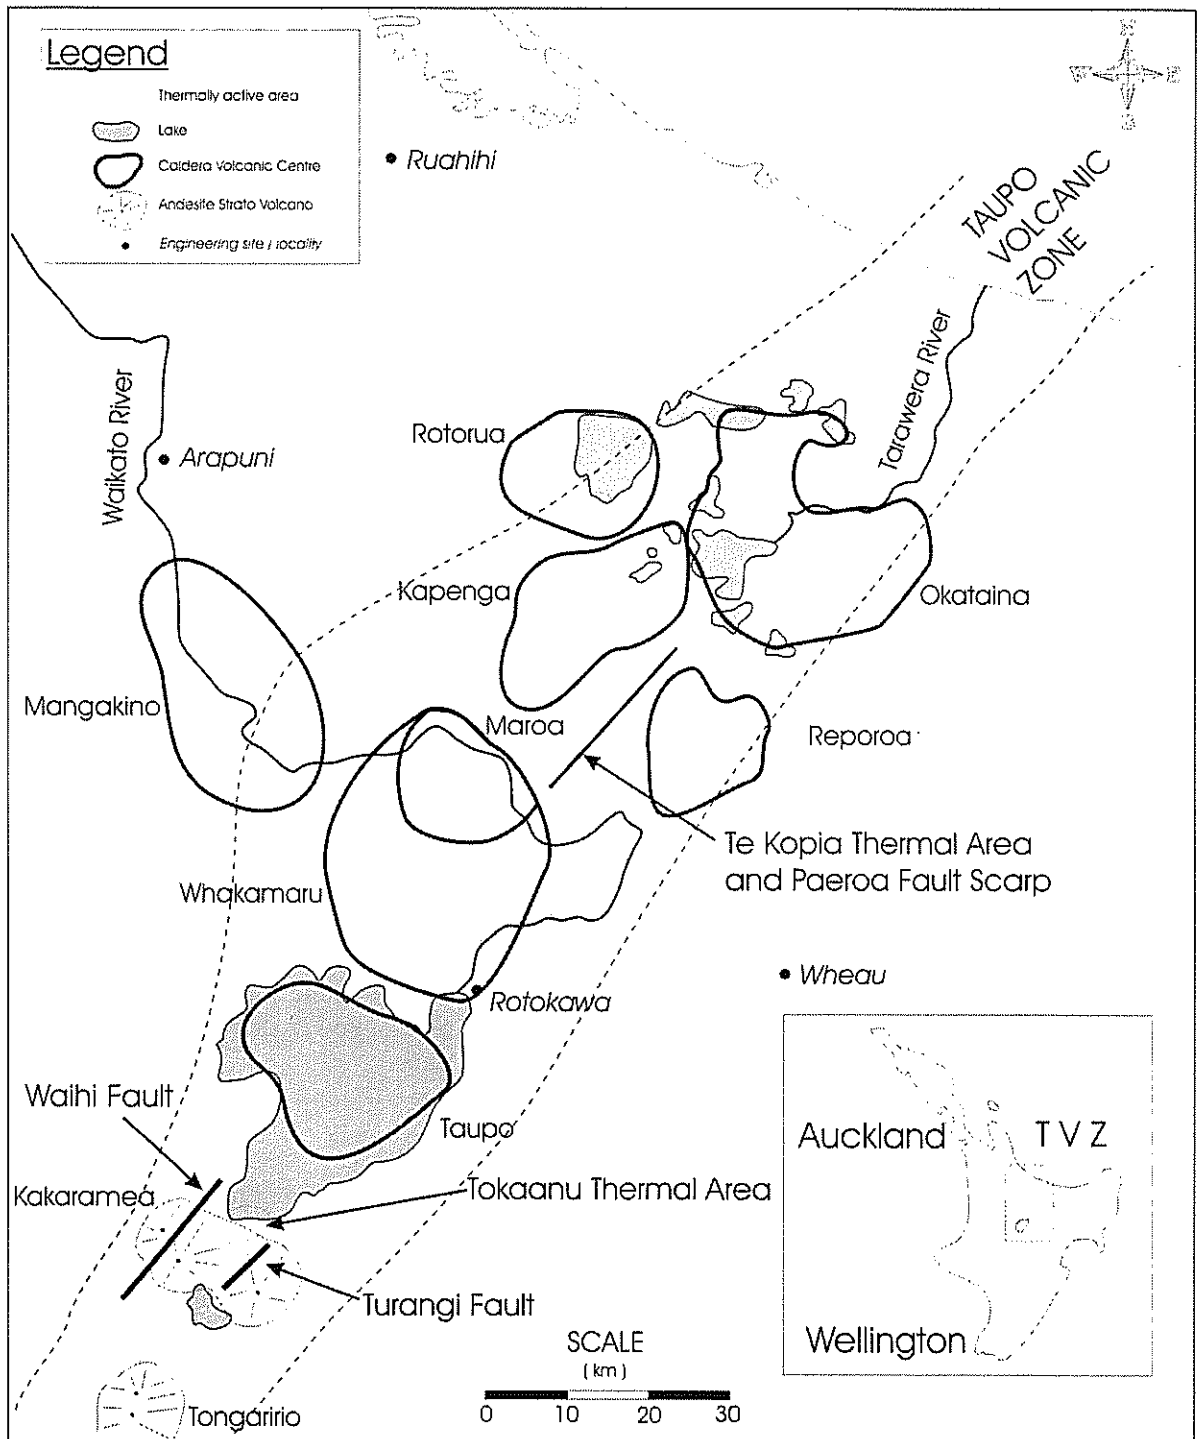 Legend
Thermally active area
Lake
Caldera Volcanic Centre
Andesite Strato Volcano
Engineering site / locality
N
W
E
S
Ruahihi
TAUPO
VOLCANIC
ZONE
Waikato River
Arapuni
Rotorua
Tarawera River
Kapenga
Okataina
Mangakino
Maroa
Reporoa
Te Kopia Thermal Area
and Paeroa Fault Scarp
Whakamaru
Wheau
Rotokawa
Waihi Fault
Taupo
Kakaramea
Tokaanu Thermal Area
Turangi Fault
Tongaririo
SCALE
( km )
0 10 20 30
Auckland
T V Z
Wellington